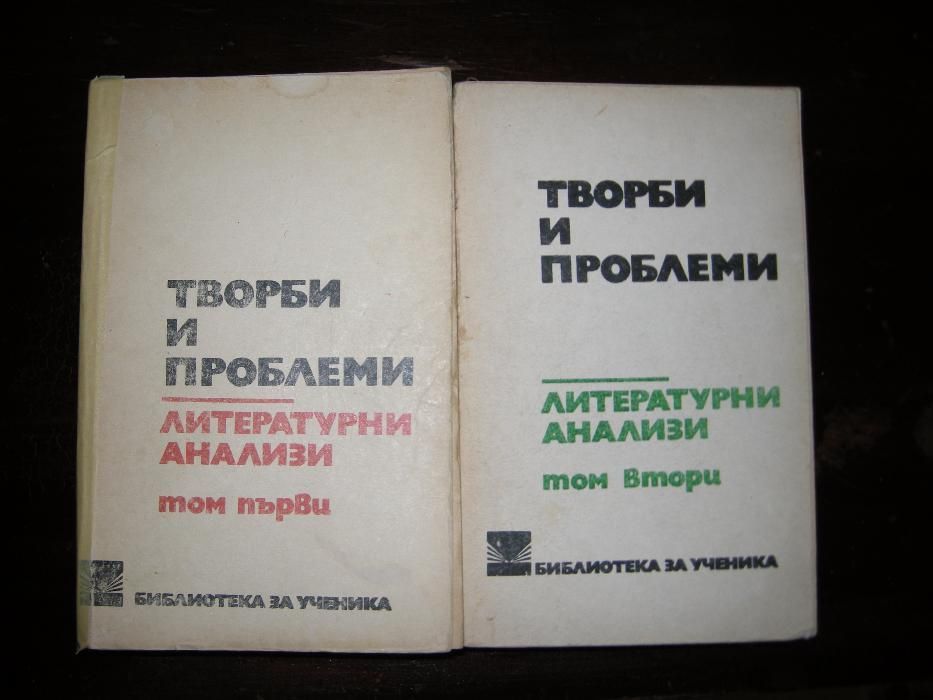 ТВОРБИ
И
ПРОБЛЕМИ
ЛИТЕРАТУРНИ
АНАЛИЗИ
том първи
БИБЛИОТЕКА ЗА УЧЕНИКА
ТВОРБИ
И
ПРОБЛЕМИ
ЛИТЕРАТУРНИ
АНАЛИЗИ
том втори
БИБЛИОТЕКА ЗА УЧЕНИКА